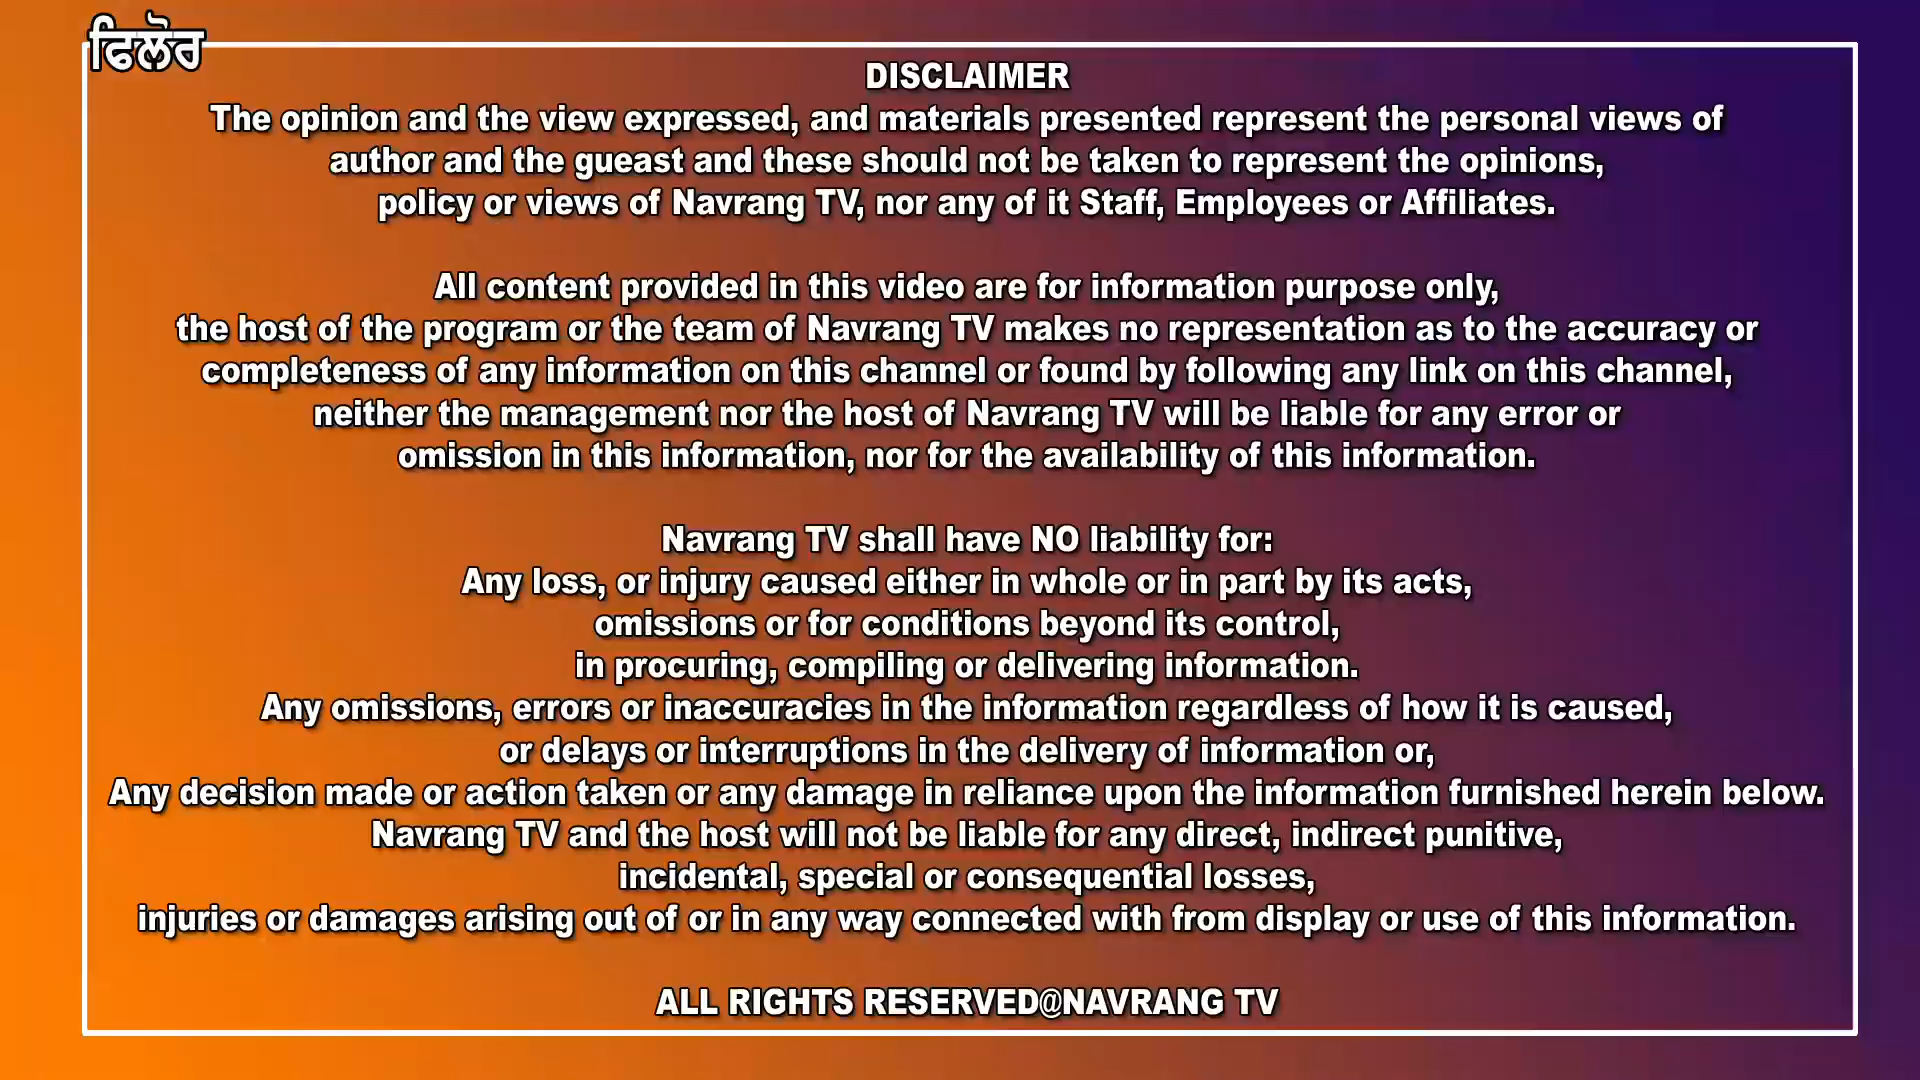 ਫਿਲੌਰ
DISCLAIMER
The opinion and the view expressed, and materials presented represent the personal views of
author and the gueast and these should not be taken to represent the opinions,
policy or views of Navrang TV, nor any of it Staff, Employees or Affiliates.
All content provided in this video are for information purpose only,
the host of the program or the team of Navrang TV makes no representation as to the accuracy or
completeness of any information on this channel or found by following any link on this channel,
neither the management nor the host of Navrang TV will be liable for any error or
omission in this information, nor for the availability of this information.
Navrang TV shall have NO liability for:
Any loss, or injury caused either in whole or in part by its acts,
omissions or for conditions beyond its control,
in procuring, compiling or delivering information.
Any omissions, errors or inaccuracies in the information regardless of how it is caused,
or delays or interruptions in the delivery of information or,
Any decision made or action taken or any damage in reliance upon the information furnished herein below.
Navrang TV and the host will not be liable for any direct, indirect punitive,
incidental, special or consequential losses,
injuries or damages arising out of or in any way connected with from display or use of this information.
ALL RIGHTS RESERVED@NAVRANG TV